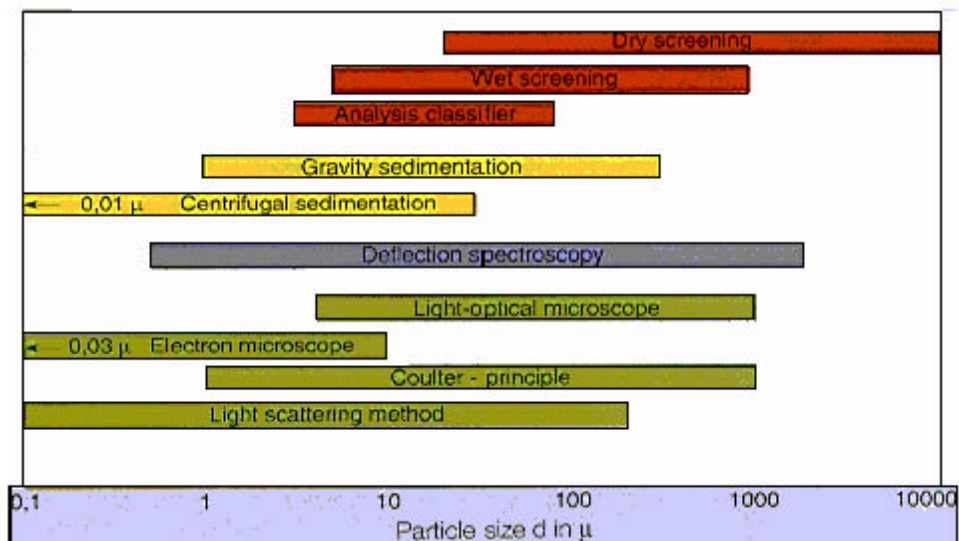 Dry screening
Wet screening
Analysis classifier
Gravity sedimentation
0,01 μ Centrifugal sedimentation
Deflection spectroscopy
Light-optical microscope
0,03 μ Electron microscope
Coulter - principle
Light scattering method
0,1 1 10 100 1000 10000
Particle size d in μ